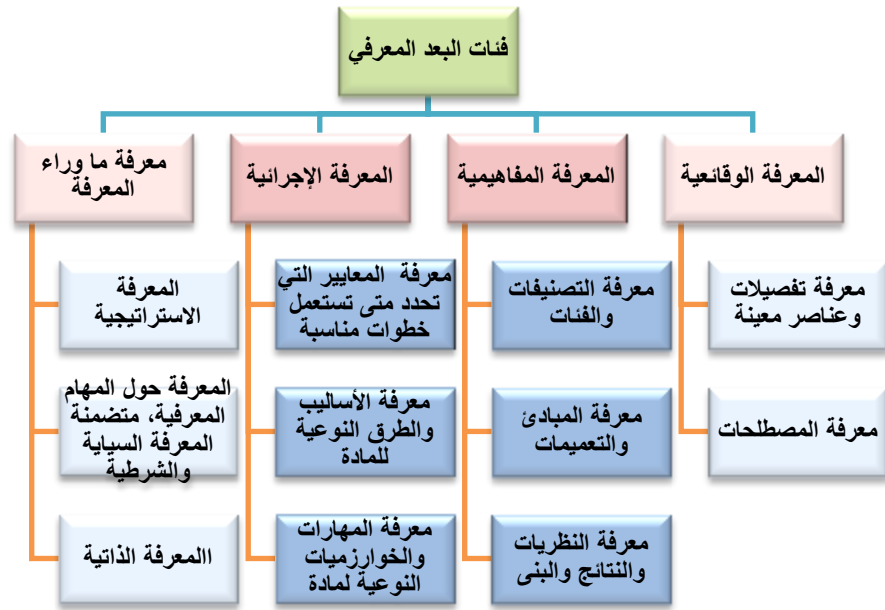 فئات البعد المعرفي
المعرفة الوقائعية
معرفة تفصيلات
وعناصر معينة
معرفة المصطلحات
المعرفة المفاهيمية
معرفة التصنيفات
والفئات
معرفة المبادئ
والتعميمات
معرفة النظريات
والنتائج والبنى
المعرفة الإجرائية
معرفة المعايير التي
تحدد متى تستعمل
خطوات مناسبة
معرفة الأساليب
والطرق النوعية
للمادة
معرفة المهارات
والخوارزميات
النوعية لمادة
معرفة ما وراء
المعرفة
المعرفة
الاستراتيجية
المعرفة حول المهام
المعرفية، متضمنة
المعرفة السياية
والشرطية
االمعرفة الذاتية